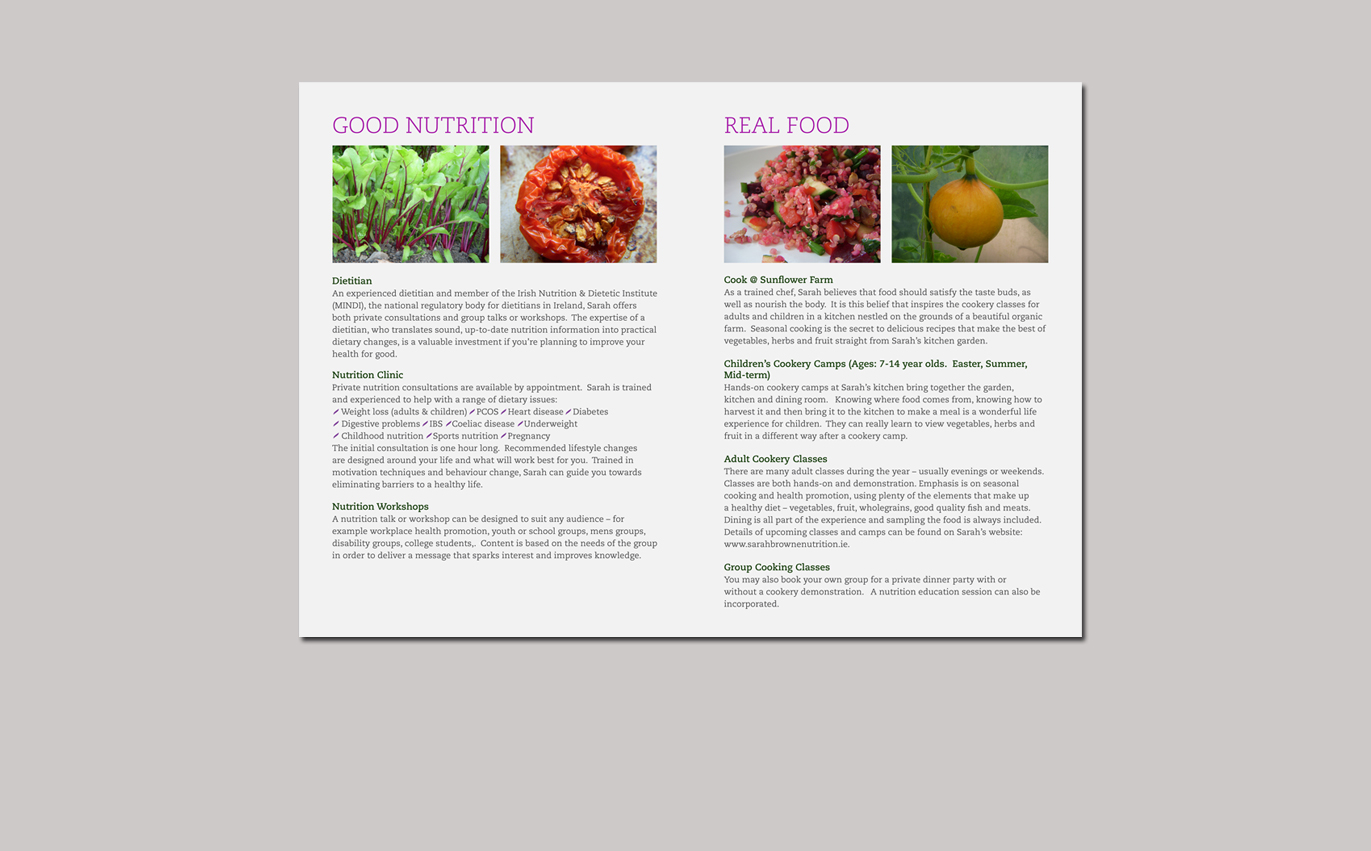 GOOD NUTRITION
Dietitian
An experienced dietitian and member of the Irish Nutrition & Dietetic Institute
(MINDI), the national regulatory body for dietitians in Ireland, Sarah offers
both private consultations and group talks or workshops.  The expertise of a
dietitian, who translates sound, up-to-date nutrition information into practical
dietary changes, is a valuable investment if you're planning to improve your
health for good.
Nutrition Clinic
Private nutrition consultations are available by appointment.  Sarah is trained
and experienced to help with a range of dietary issues:
Weight loss (adults & children) PCOS Heart disease Diabetes
Digestive problems IBS Coeliac disease Underweight
Childhood nutrition Sports nutrition Pregnancy
The initial consultation is one hour long.  Recommended lifestyle changes
are designed around your life and what will work best for you.  Trained in
motivation techniques and behaviour change, Sarah can guide you towards
eliminating barriers to a healthy life.
Nutrition Workshops
A nutrition talk or workshop can be designed to suit any audience – for
example workplace health promotion, youth or school groups, mens groups,
disability groups, college students,.  Content is based on the needs of the group
in order to deliver a message that sparks interest and improves knowledge.
REAL FOOD
Cook @ Sunflower Farm
As a trained chef, Sarah believes that food should satisfy the taste buds, as
well as nourish the body.  It is this belief that inspires the cookery classes for
adults and children in a kitchen nestled on the grounds of a beautiful organic
farm.  Seasonal cooking is the secret to delicious recipes that make the best of
vegetables, herbs and fruit straight from Sarah's kitchen garden.
Children's Cookery Camps (Ages: 7-14 year olds.  Easter, Summer,
Mid-term)
Hands-on cookery camps at Sarah's kitchen bring together the garden,
kitchen and dining room.   Knowing where food comes from, knowing how to
harvest it and then bring it to the kitchen to make a meal is a wonderful life
experience for children.  They can really learn to view vegetables, herbs and
fruit in a different way after a cookery camp.
Adult Cookery Classes
There are many adult classes during the year – usually evenings or weekends.
Classes are both hands-on and demonstration. Emphasis is on seasonal
cooking and health promotion, using plenty of the elements that make up
a healthy diet – vegetables, fruit, wholegrains, good quality fish and meats.
Dining is all part of the experience and sampling the food is always included.
Details of upcoming classes and camps can be found on Sarah's website:
www.sarahbrownenutrition.ie.
Group Cooking Classes
You may also book your own group for a private dinner party with or
without a cookery demonstration.   A nutrition education session can also be
incorporated.